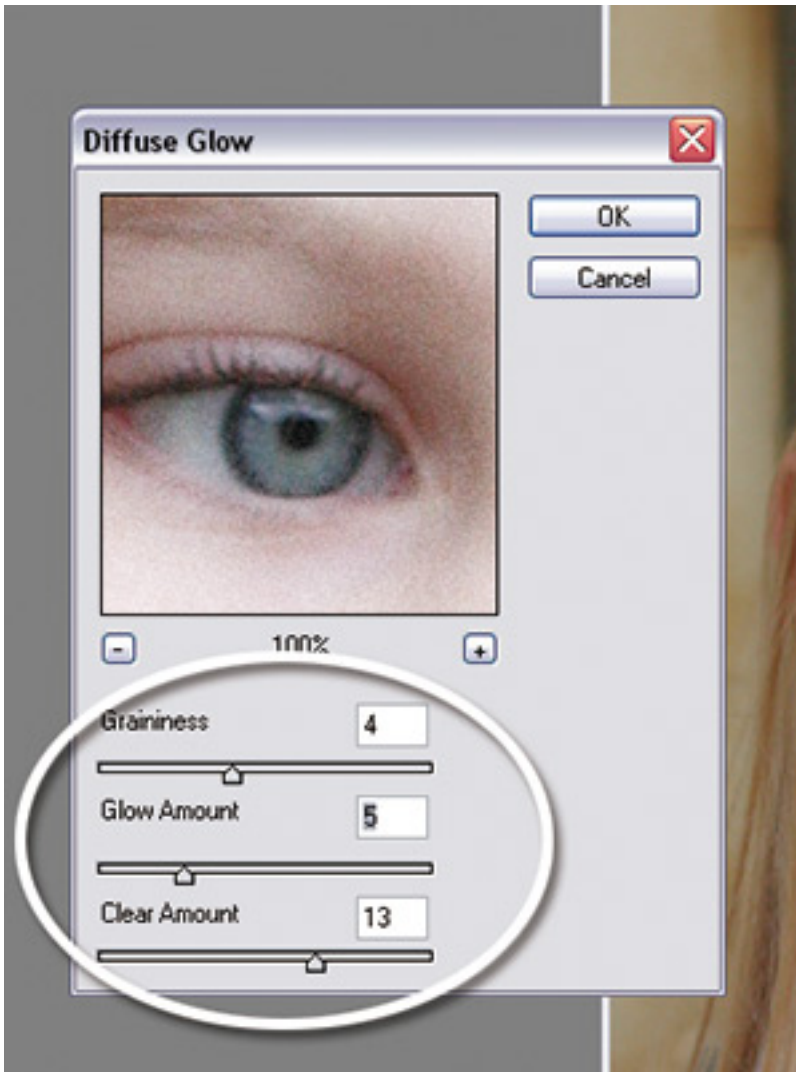 Diffuse Glow
OK
Cancel
- 100% +
Graininess 4
Glow Amount 5
Clear Amount 13